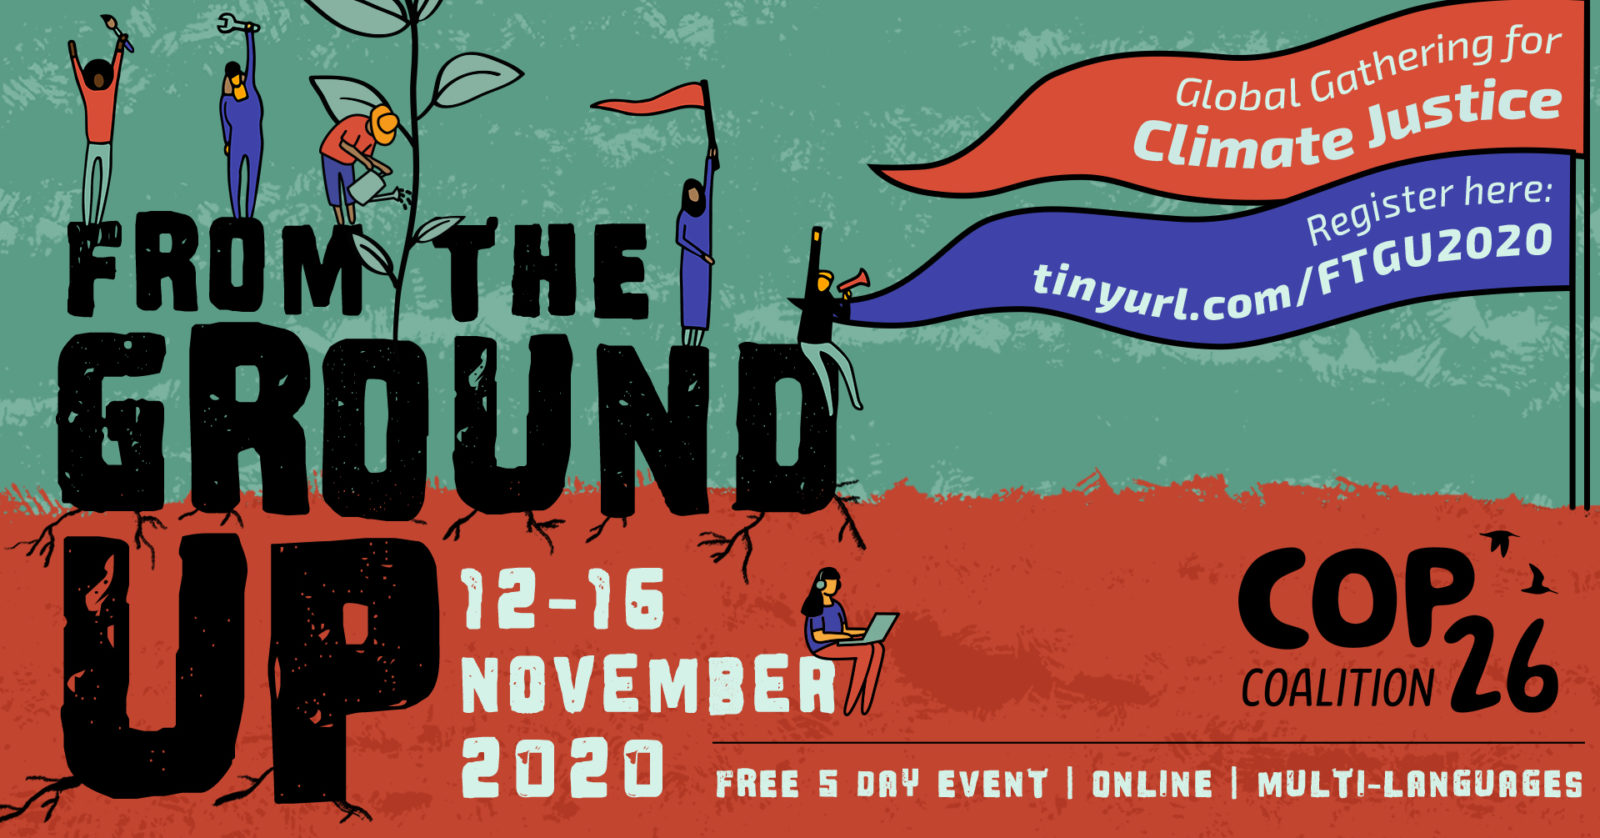 FROM THE
GROUND
UP
12-16
NOVEMBER
2020
Global Gathering for
Climate Justice
Register here:
tinyurl.com/FTGU2020
COP
COALITION 26
FREE 5 DAY EVENT | ONLINE | MULTI-LANGUAGES